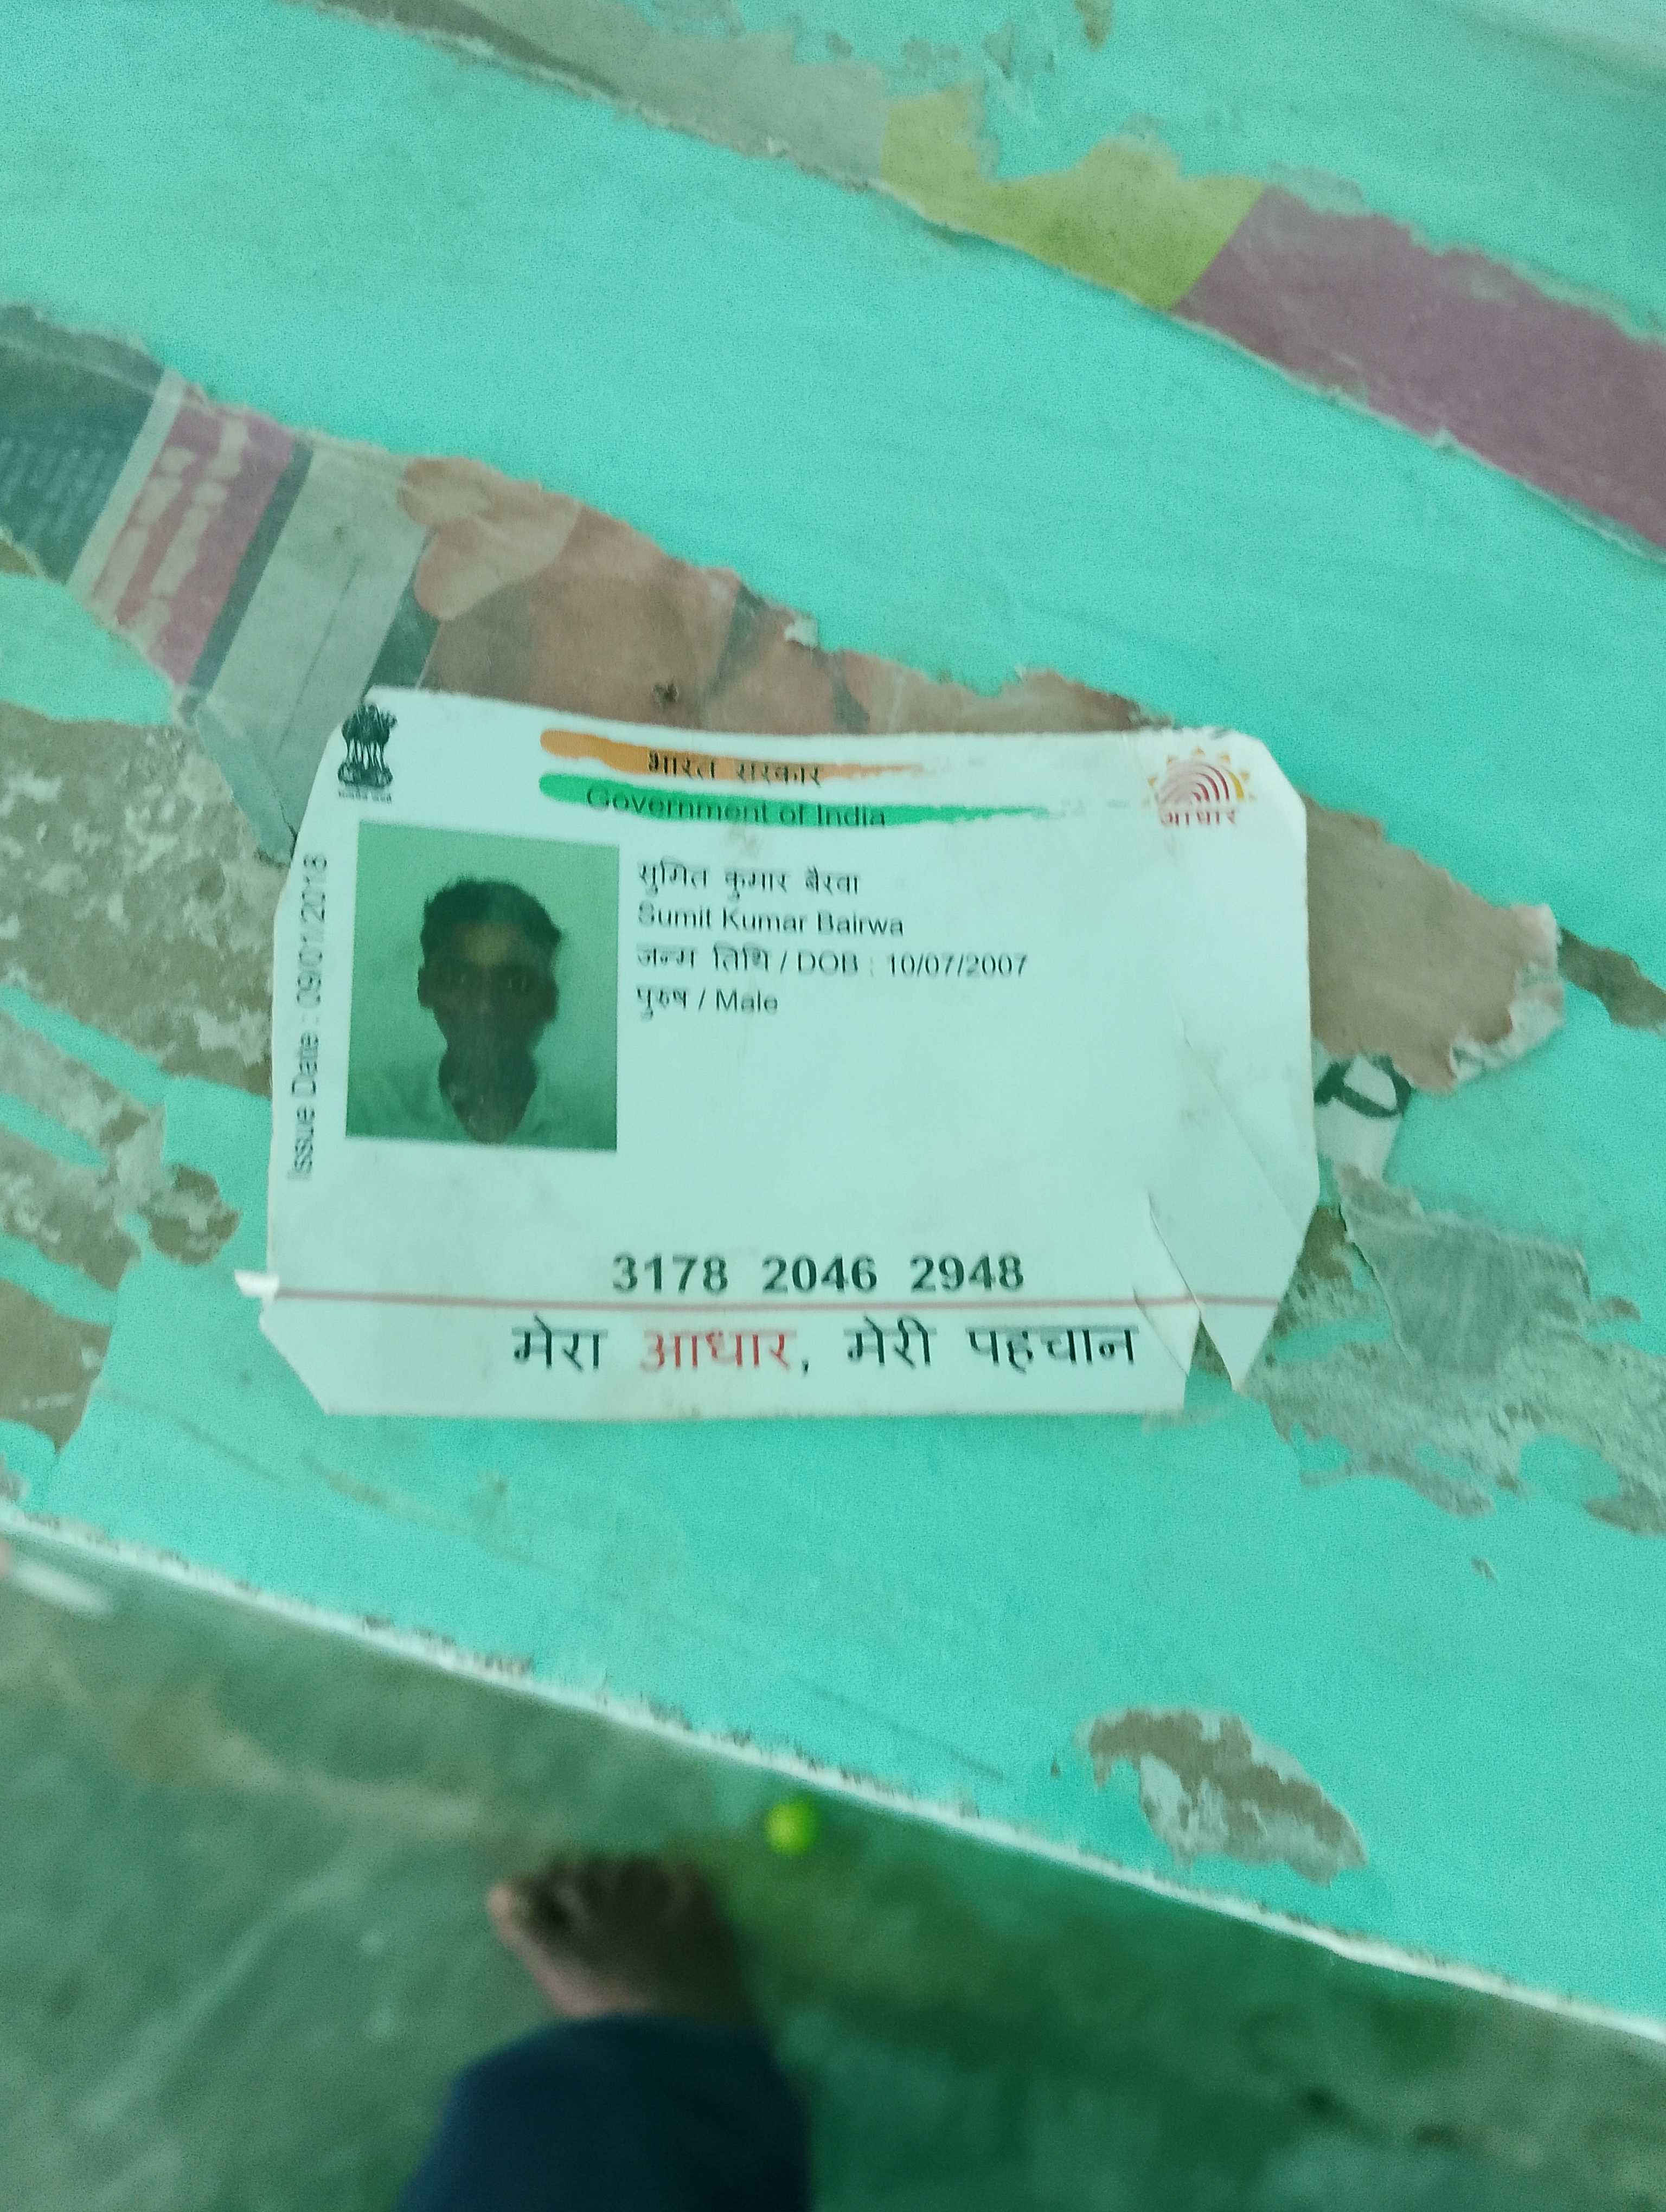 भारत सरकार
Government of India
आधार
Issue Date : 09/01/2018
सुमित कुमार बैरवा
Sumit Kumar Bairwa
जन्म तिथि / DOB : 10/07/2007
पुरुष / Male
3178 2046 2948
मेरा आधार, मेरी पहचान